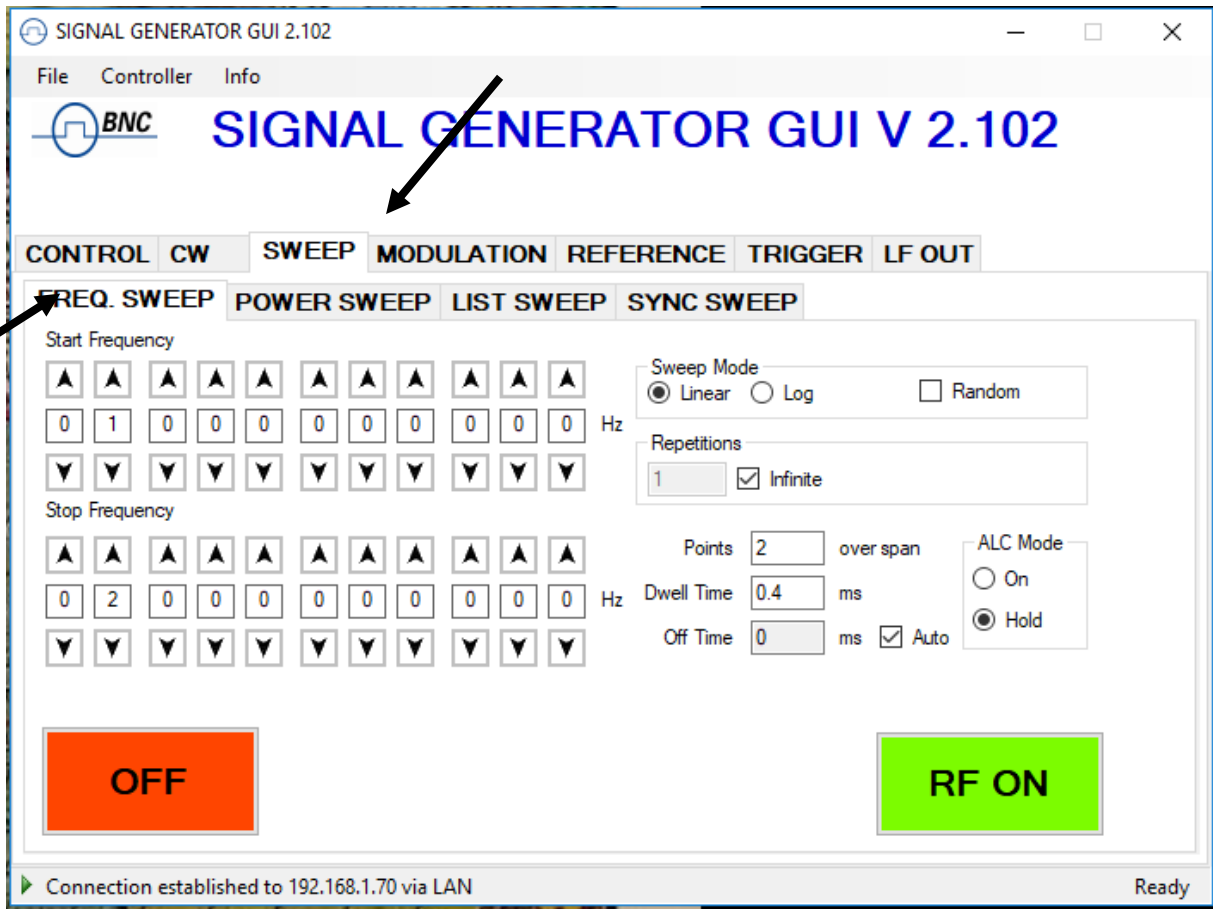 SIGNAL GENERATOR GUI 2.102
File Controller Info
BNC
SIGNAL GENERATOR GUI V 2.102
CONTROL CW SWEEP MODULATION REFERENCE TRIGGER LF OUT
FREQ. SWEEP POWER SWEEP LIST SWEEP SYNC SWEEP
Start Frequency
0 1 0 0 0 0 0 0 0 0 0 Hz
Stop Frequency
0 2 0 0 0 0 0 0 0 0 0 Hz
Sweep Mode
Linear Log Random
Repetitions
1 Infinite
Points 2 over span
Dwell Time 0.4 ms
Off Time 0 ms Auto
ALC Mode
On
Hold
OFF
RF ON
Connection established to 192.168.1.70 via LAN Ready